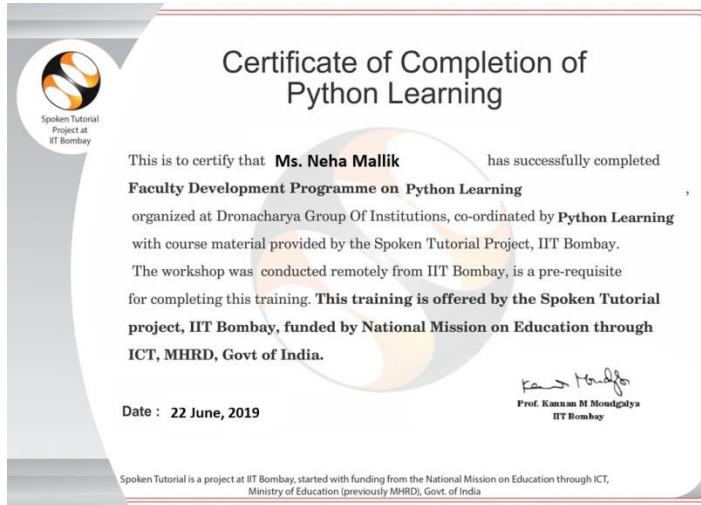 Certificate of Completion of
Python Learning
Spoken Tutorial
Project at
IIT Bombay
This is to certify that Ms. Neha Mallik has successfully completed
Faculty Development Programme on Python Learning ,
organized at Dronacharya Group Of Institutions, co-ordinated by Python Learning
with course material provided by the Spoken Tutorial Project, IIT Bombay.
The workshop was conducted remotely from IIT Bombay, is a pre-requisite
for completing this training. This training is offered by the Spoken Tutorial
project, IIT Bombay, funded by National Mission on Education through
ICT, MHRD, Govt of India.
Prof. Kannan M Moudgalya
IIT Bombay
Date : 22 June, 2019
Spoken Tutorial is a project at IIT Bombay, started with funding from the National Mission on Education through ICT,
Ministry of Education (previously MHRD), Govt. of India